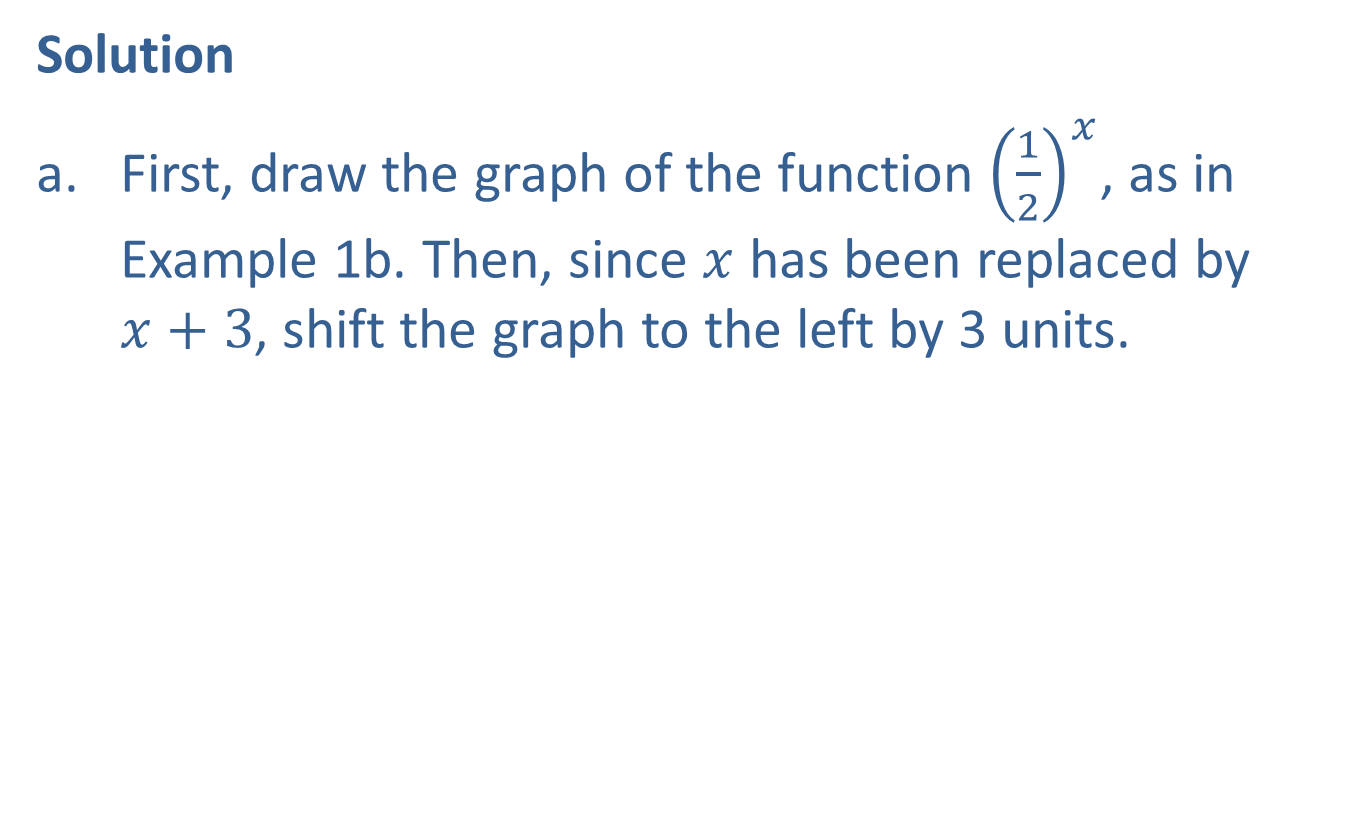 Solution
a. First, draw the graph of the function (1/2)^x, as in
Example 1b. Then, since x has been replaced by
x + 3, shift the graph to the left by 3 units.